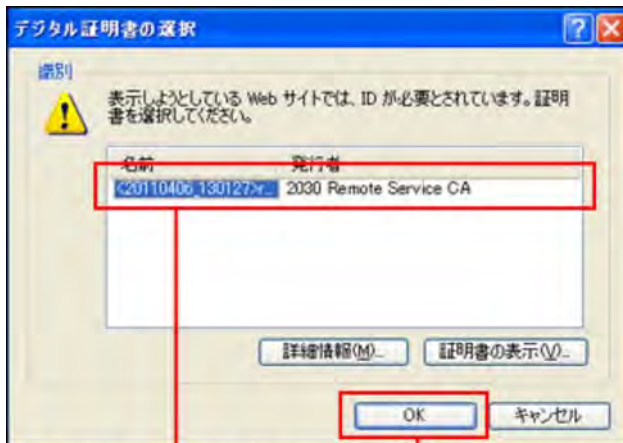 デジタル証明書の選択
識別
表示しようとしている Web サイトでは、ID が必要とされています。証明
書を選択してください。
名前 発行者
<20110406_130127>r... 2030 Remote Service CA
詳細情報(M)... 証明書の表示(V)...
OK キャンセル